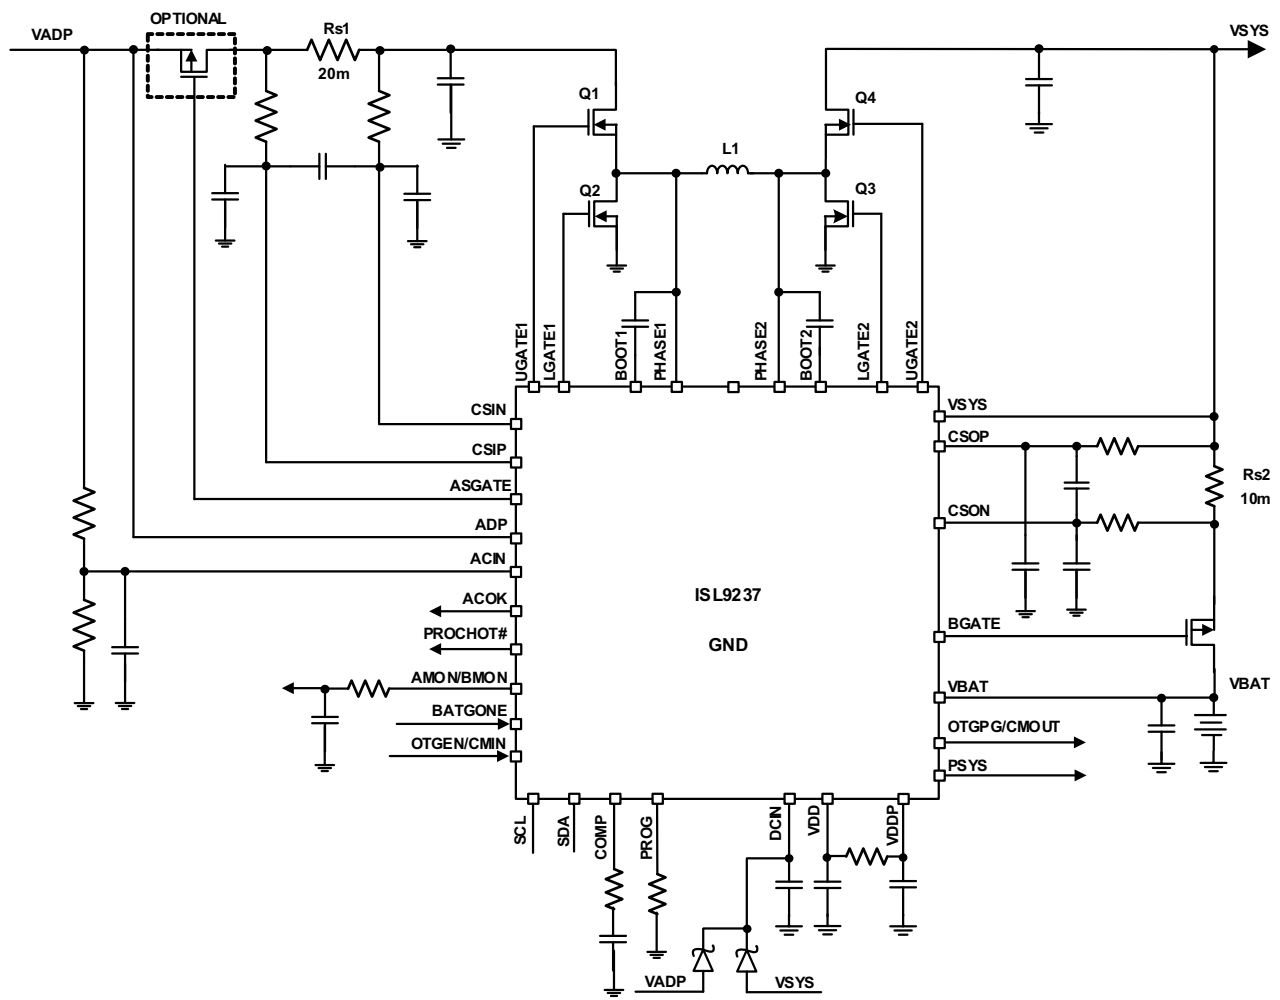 OPTIONAL
VADP
Rs1
20m
VSYS
Q1
Q4
L1
Q2
Q3
UGATE1
LGATE1
BOOT1
PHASE1
PHASE2
BOOT2
LGATE2
UGATE2
CSIN
CSIP
ASGATE
ADP
ACIN
ACOK
PROCHOT#
AMON/BMON
BATGONE
OTGEN/CMIN
ISL9237
GND
VSYS
CSOP
Rs2
10m
CSON
BGATE
VBAT
VBAT
OTGPG/CMOUT
PSYS
SCL
SDA
COMP
PROG
DCIN
VDD
VDDP
VADP
VSYS